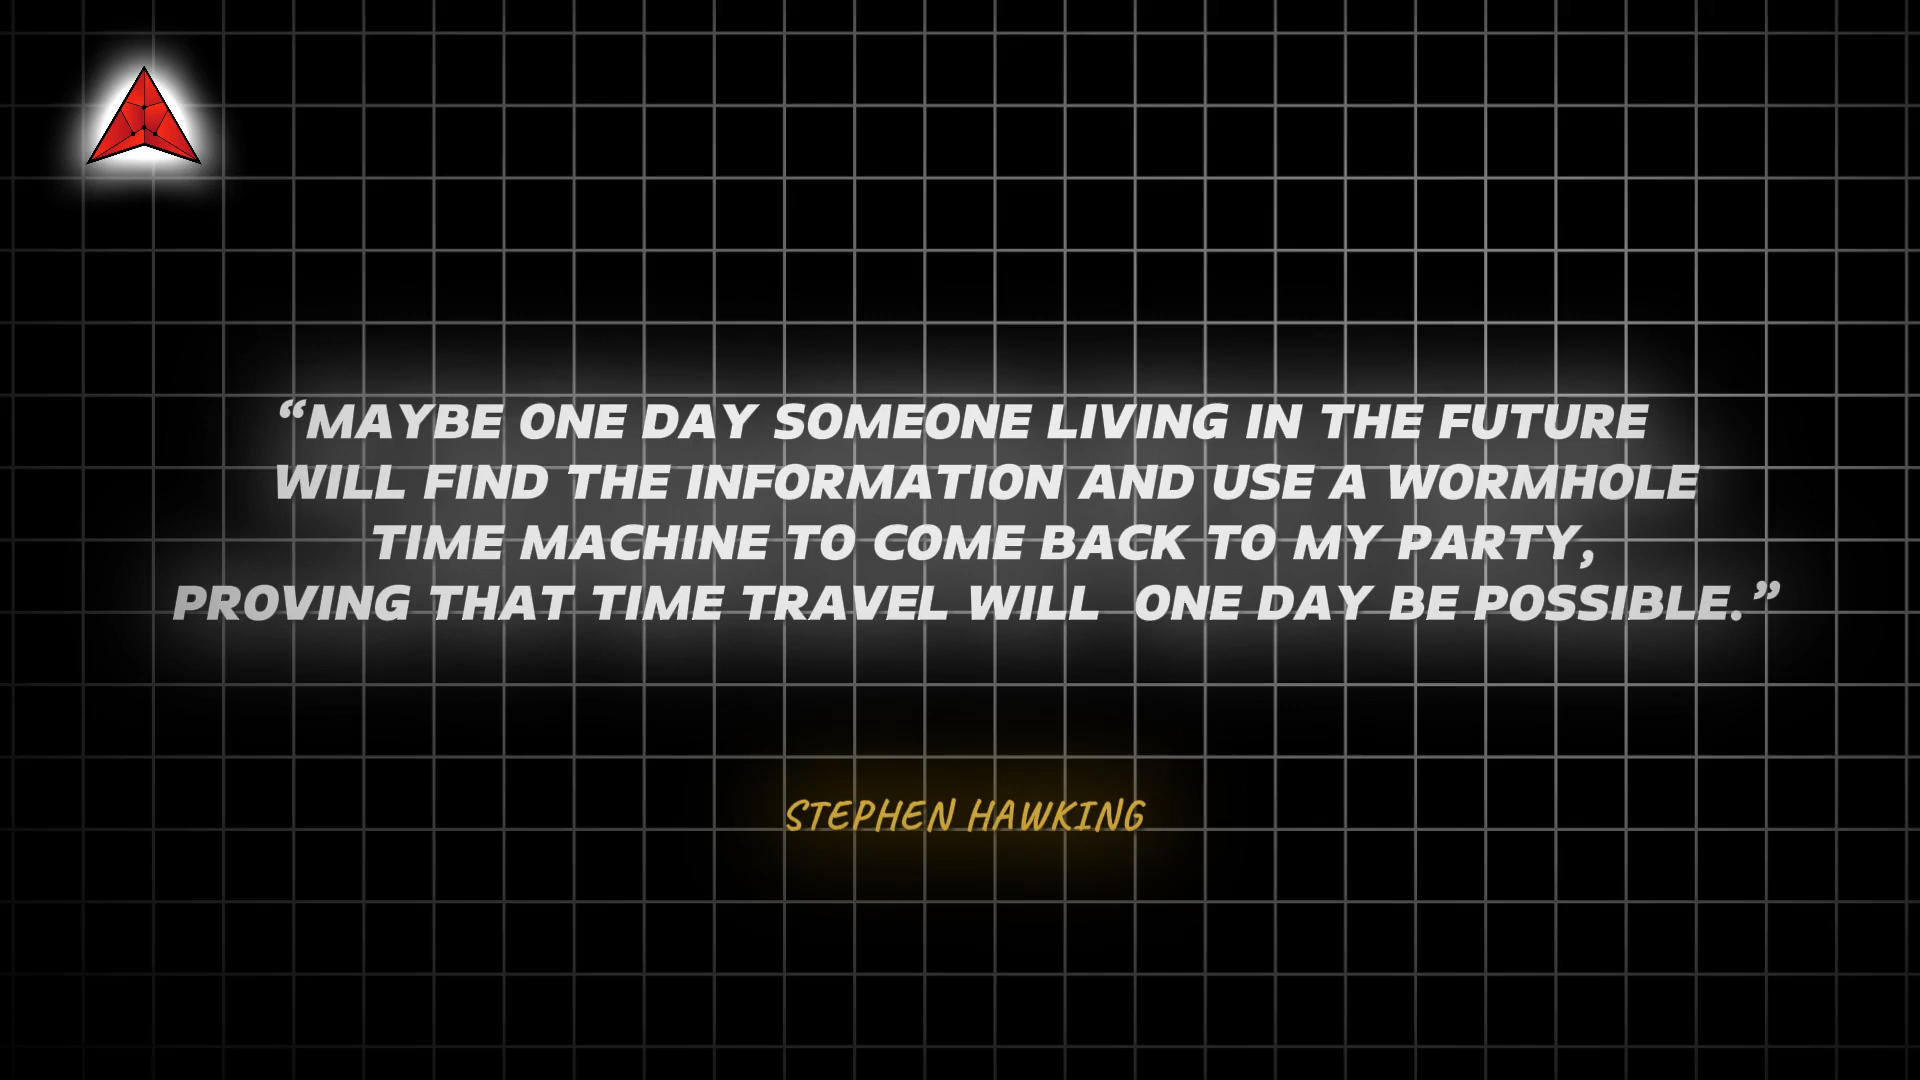 “MAYBE ONE DAY SOMEONE LIVING IN THE FUTURE
WILL FIND THE INFORMATION AND USE A WORMHOLE
TIME MACHINE TO COME BACK TO MY PARTY,
PROVING THAT TIME TRAVEL WILL  ONE DAY BE POSSIBLE.”
STEPHEN HAWKING